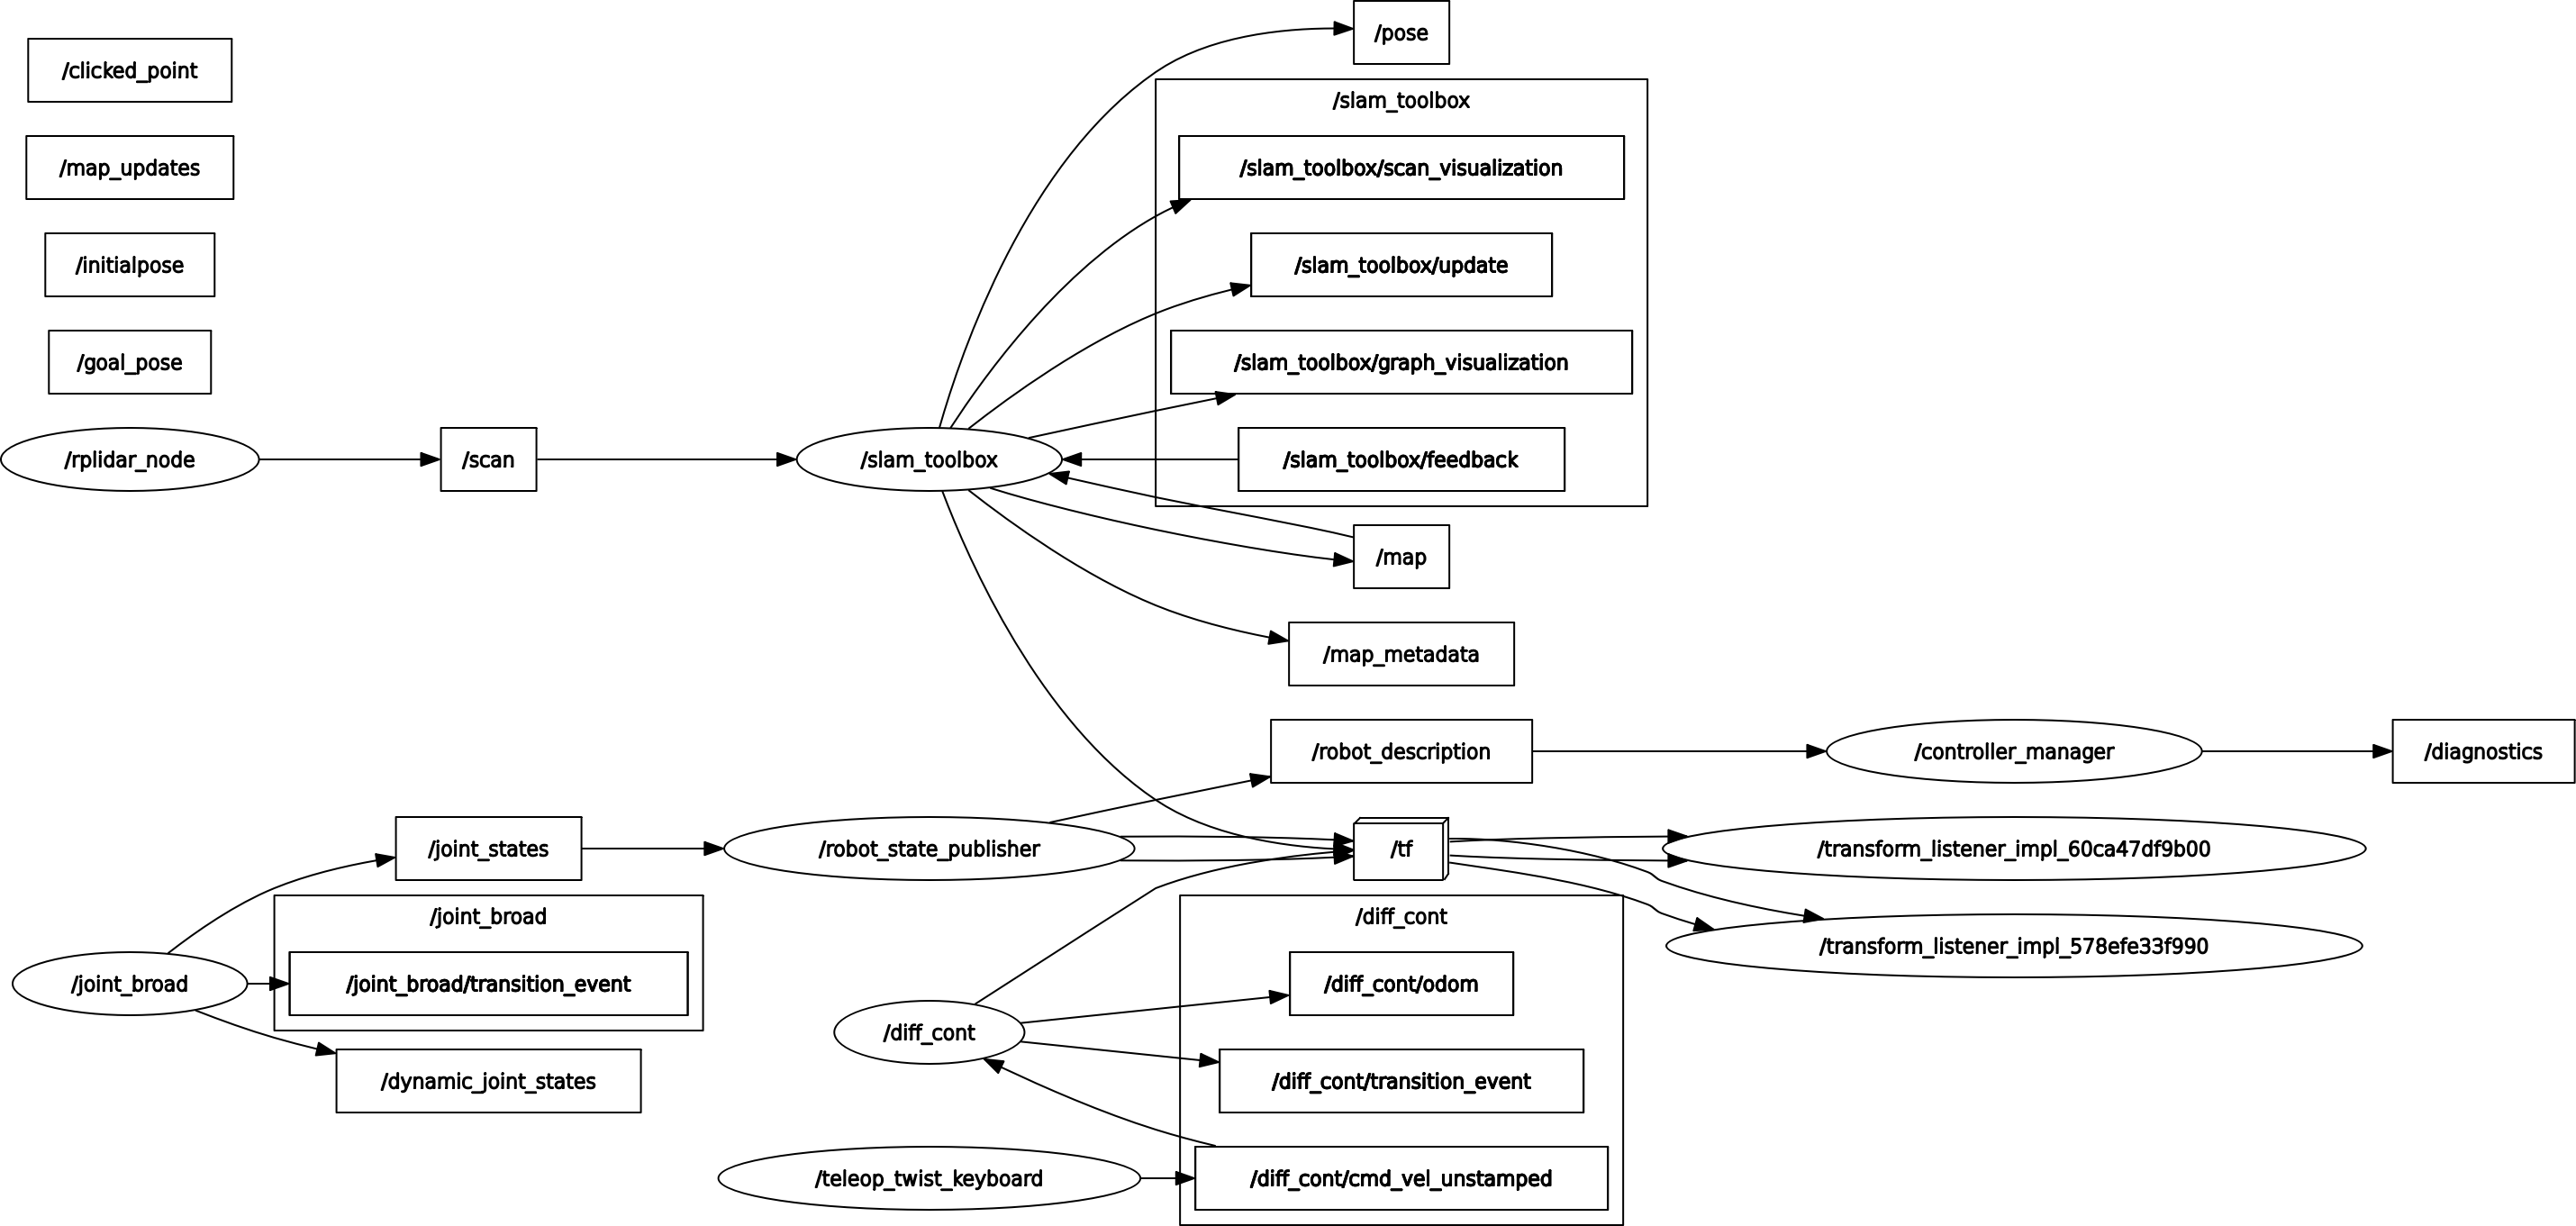 /clicked_point
/map_updates
/initialpose
/goal_pose
/rplidar_node
/scan
/slam_toolbox
/pose
/slam_toolbox
/slam_toolbox/scan_visualization
/slam_toolbox/update
/slam_toolbox/graph_visualization
/slam_toolbox/feedback
/map
/map_metadata
/robot_description
/controller_manager
/diagnostics
/joint_states
/robot_state_publisher
/tf
/transform_listener_impl_60ca47df9b00
/transform_listener_impl_578efe33f990
/joint_broad
/joint_broad
/joint_broad/transition_event
/dynamic_joint_states
/diff_cont
/diff_cont
/diff_cont/odom
/diff_cont/transition_event
/teleop_twist_keyboard
/diff_cont/cmd_vel_unstamped